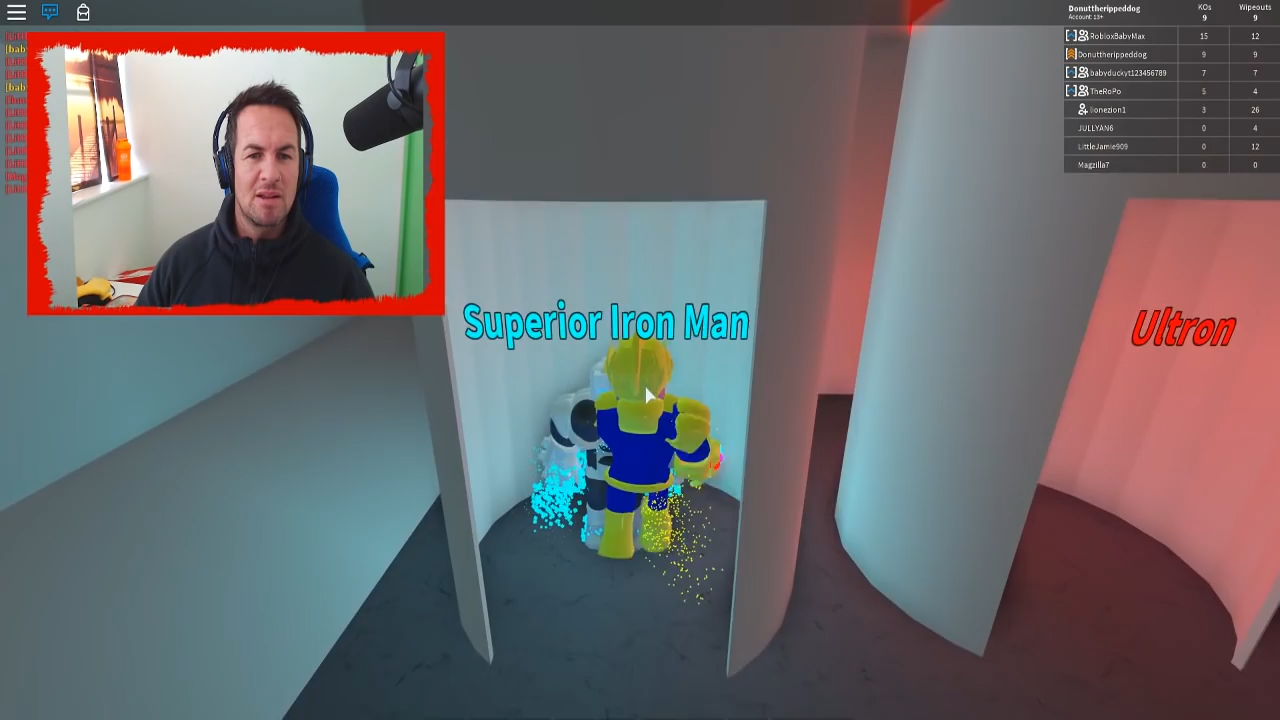 Donuttherippeddog
Account: 13+
KOs
9
Wipeouts
9
RobloxBabyMax 15 12
Donuttherippeddog 9 9
babyduckyt123456789 7 7
TheRoPo 5 4
lionezion1 3 26
JULLYAN6 0 4
LittleJamie909 0 12
Magzilla7 0 0
Superior Iron Man
Ultron